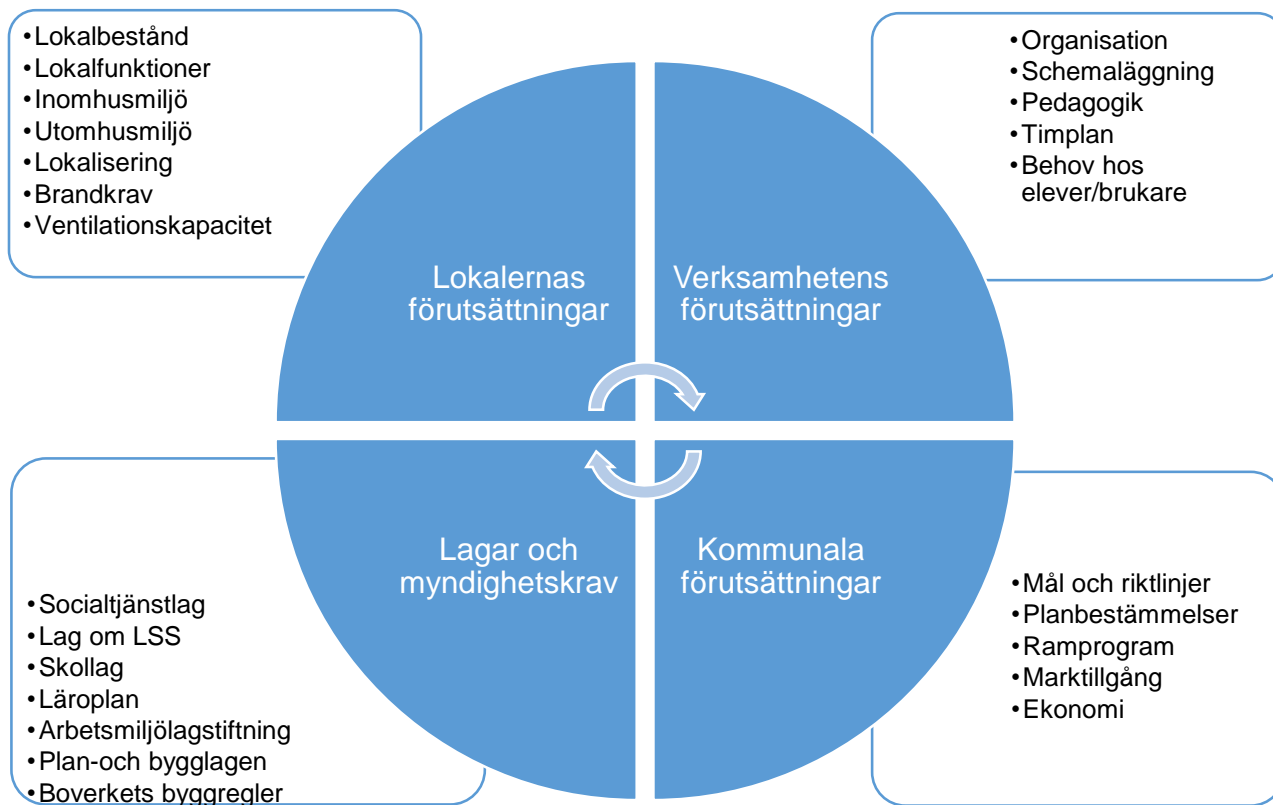 •Lokalbestånd
•Lokalfunktioner
•Inomhusmiljö
•Utomhusmiljö
•Lokalisering
•Brandkrav
•Ventilationskapacitet
•Organisation
•Schemaläggning
•Pedagogik
•Timplan
•Behov hos
elever/brukare
Lokalernas
förutsättningar
Verksamhetens
förutsättningar
Lagar och
myndighetskrav
Kommunala
förutsättningar
•Socialtjänstlag
•Lag om LSS
•Skollag
•Läroplan
•Arbetsmiljölagstiftning
•Plan-och bygglagen
•Boverkets byggregler
•Mål och riktlinjer
•Planbestämmelser
•Ramprogram
•Marktillgång
•Ekonomi